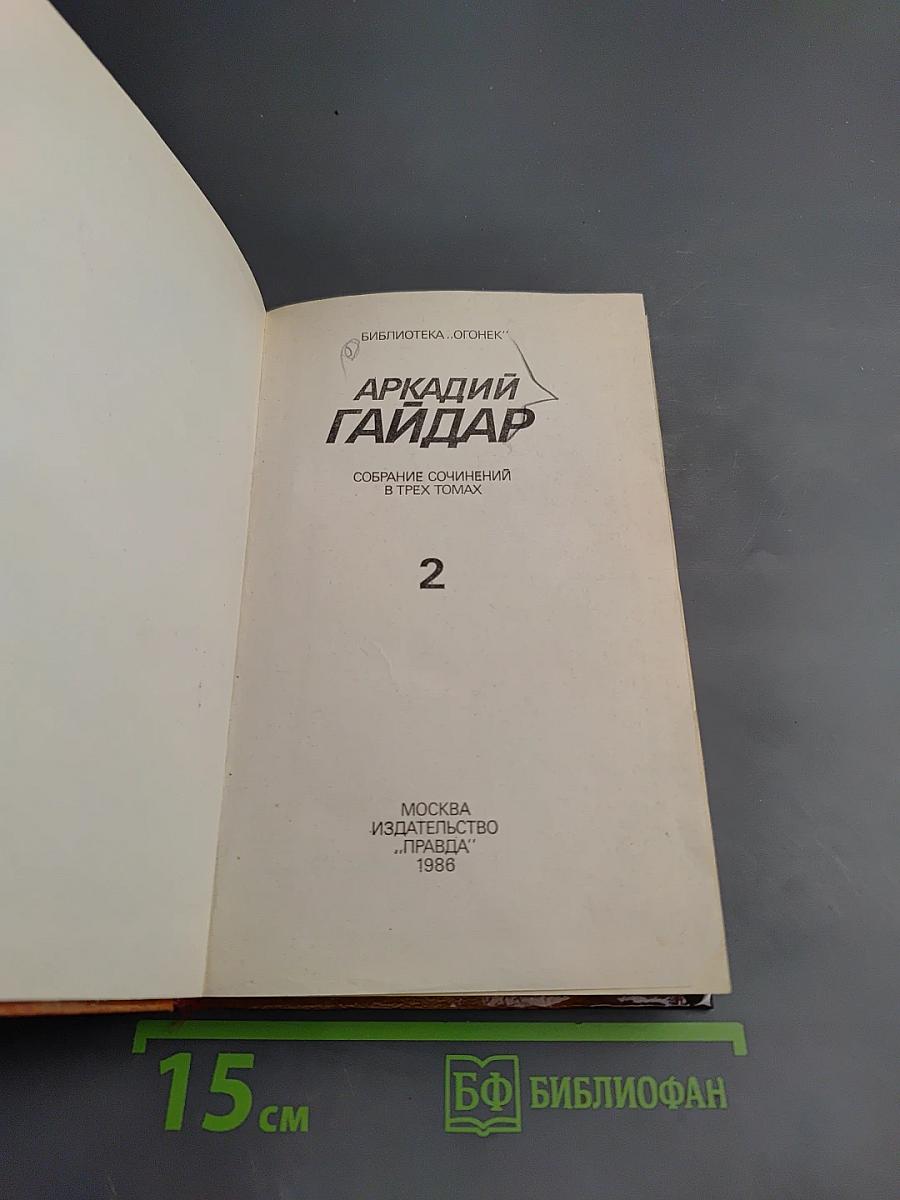 БИБЛИОТЕКА „ОГОНЕК"
АРКАДИЙ
ГАЙДАР
СОБРАНИЕ СОЧИНЕНИЙ
В ТРЕХ ТОМАХ
2
МОСКВА
ИЗДАТЕЛЬСТВО
„ПРАВДА"
1986
15 см
БФ БИБЛИОФАН